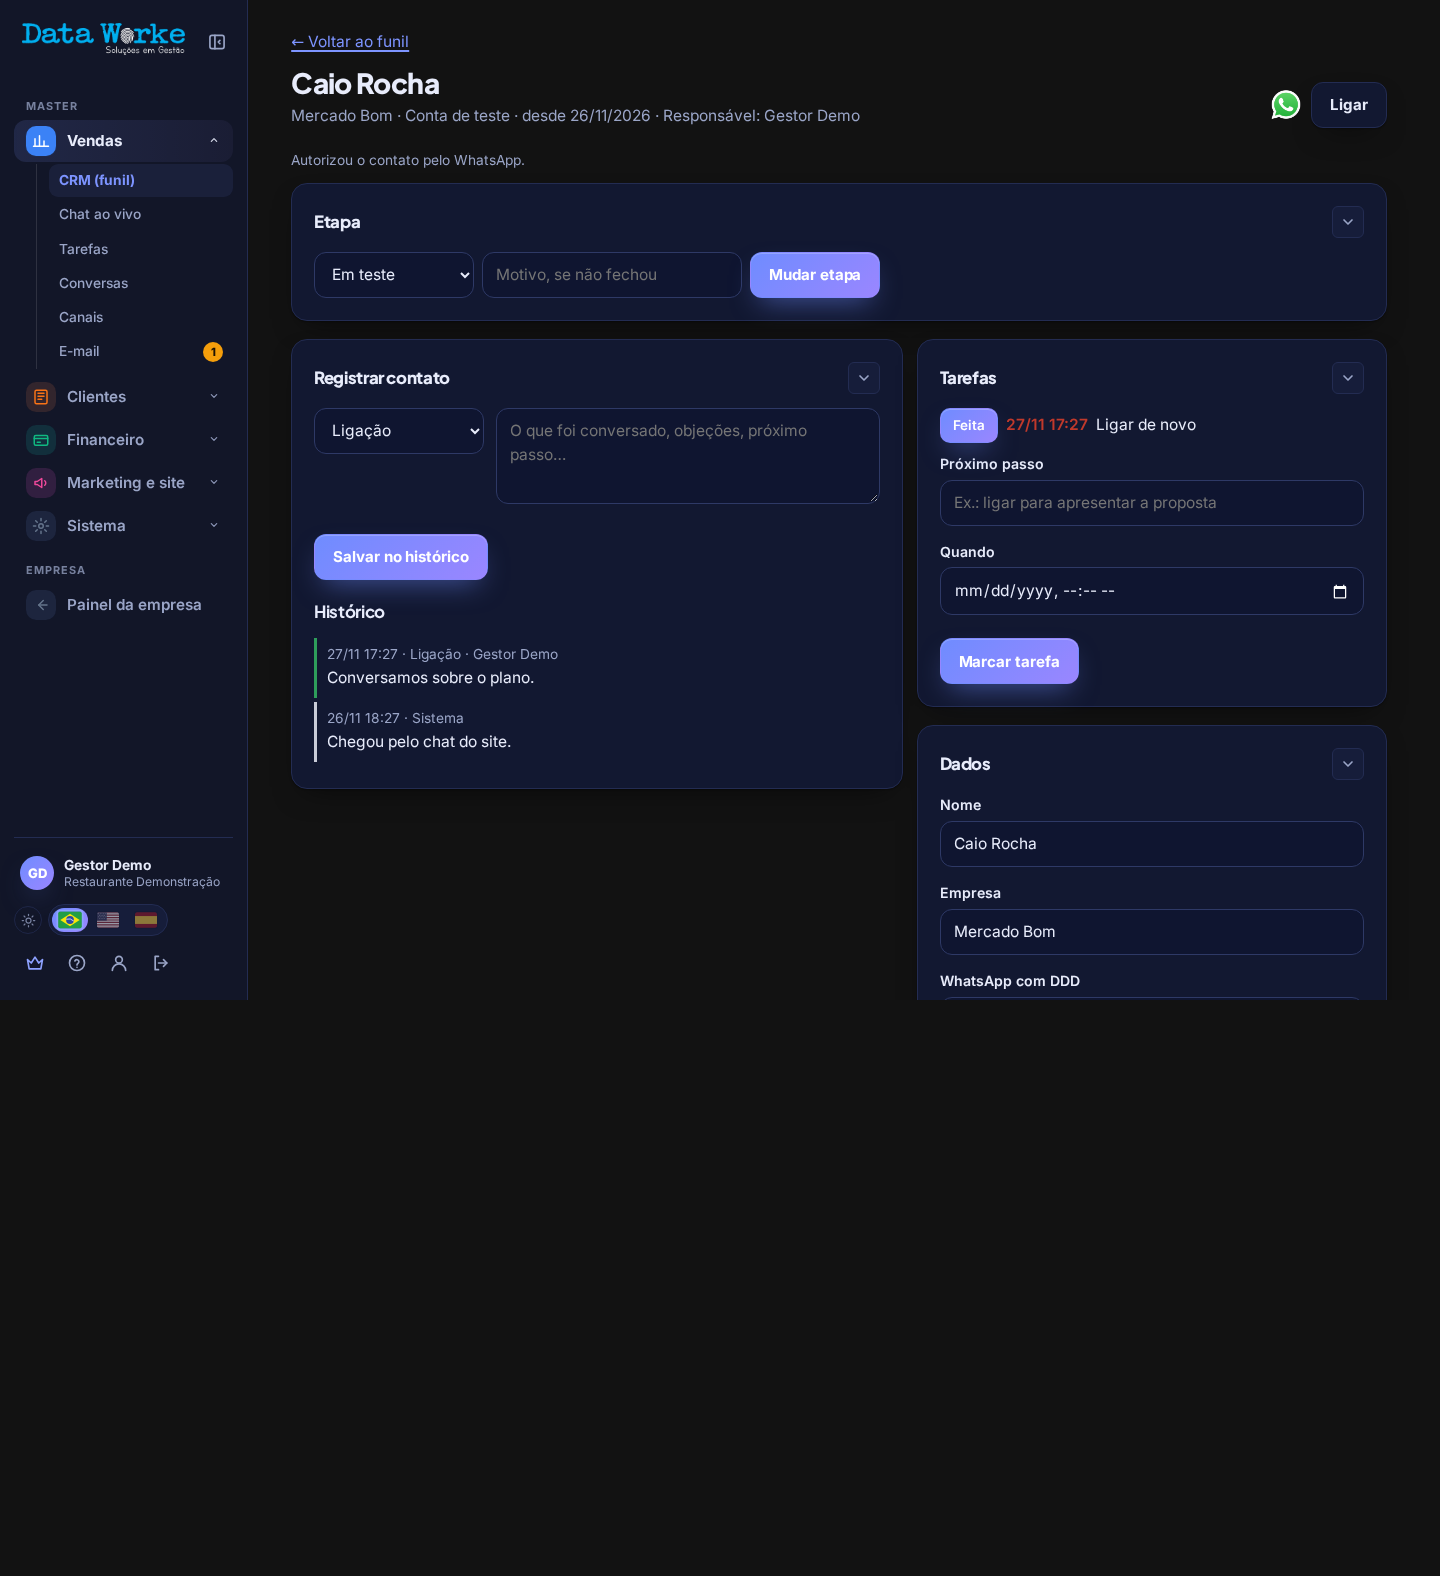 Data Worke
Soluções em Gestão
MASTER
Vendas
CRM (funil)
Chat ao vivo
Tarefas
Conversas
Canais
E-mail
1
Clientes
Financeiro
Marketing e site
Sistema
EMPRESA
Painel da empresa
GD
Gestor Demo
Restaurante Demonstração
← Voltar ao funil
Caio Rocha
Mercado Bom · Conta de teste · desde 26/11/2026 · Responsável: Gestor Demo
Ligar
Autorizou o contato pelo WhatsApp.
Etapa
Em teste
Motivo, se não fechou
Mudar etapa
Registrar contato
Ligação
O que foi conversado, objeções, próximo
passo...
Salvar no histórico
Histórico
27/11 17:27 · Ligação · Gestor Demo
Conversamos sobre o plano.
26/11 18:27 · Sistema
Chegou pelo chat do site.
Tarefas
Feita 27/11 17:27 Ligar de novo
Próximo passo
Ex.: ligar para apresentar a proposta
Quando
mm/dd/yyyy, --:-- --
Marcar tarefa
Dados
Nome
Caio Rocha
Empresa
Mercado Bom
WhatsApp com DDD